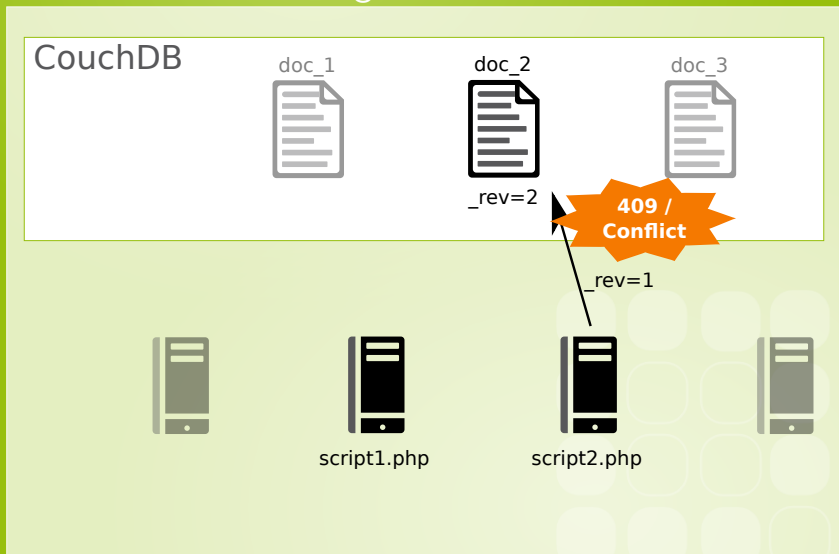 CouchDB
doc_1
doc_2
doc_3
_rev=2
409 /
Conflict
_rev=1
script1.php
script2.php